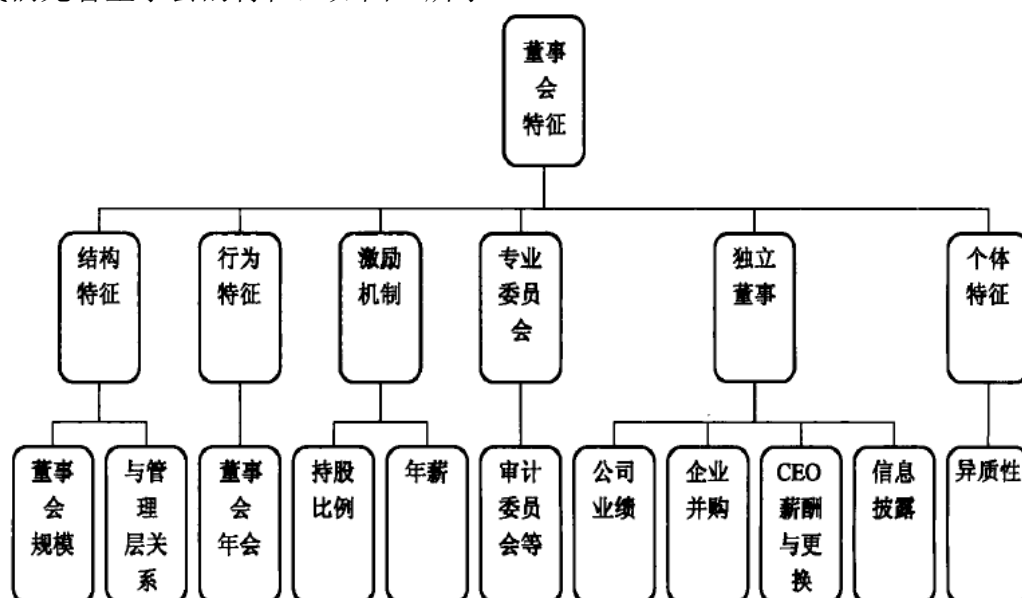 董事
会
特征
结构
特征
行为
特征
激励
机制
专业
委员
会
独立
董事
个体
特征
董事
会
规模
与管
理
层关
系
董事
会
年会
持股
比例
年薪
审计
委员
会等
公司
业绩
企业
并购
CEO
薪酬
与更
换
信息
披露
异质性